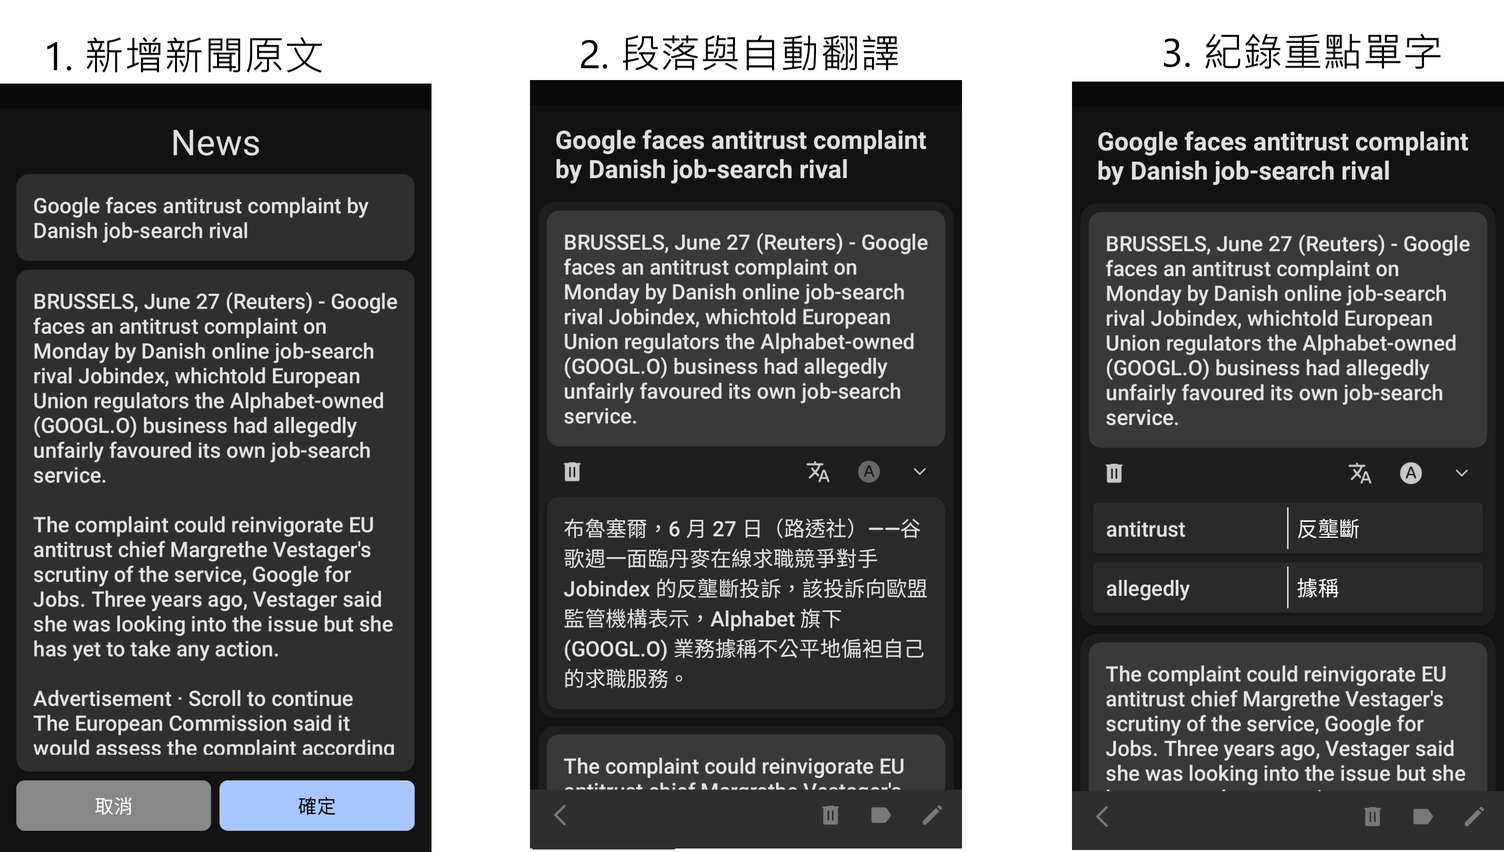 1. 新增新聞原文
News
Google faces antitrust complaint by
Danish job-search rival
BRUSSELS, June 27 (Reuters) - Google
faces an antitrust complaint on
Monday by Danish online job-search
rival Jobindex, whichtold European
Union regulators the Alphabet-owned
(GOOGL.O) business had allegedly
unfairly favoured its own job-search
service.
The complaint could reinvigorate EU
antitrust chief Margrethe Vestager's
scrutiny of the service, Google for
Jobs. Three years ago, Vestager said
she was looking into the issue but she
has yet to take any action.
Advertisement · Scroll to continue
The European Commission said it
would assess the complaint according
取消
確定
2. 段落與自動翻譯
Google faces antitrust complaint
by Danish job-search rival
BRUSSELS, June 27 (Reuters) - Google
faces an antitrust complaint on
Monday by Danish online job-search
rival Jobindex, whichtold European
Union regulators the Alphabet-owned
(GOOGL.O) business had allegedly
unfairly favoured its own job-search
service.
布魯塞爾，6 月 27 日（路透社）——谷
歌週一面臨丹麥在線求職競爭對手
Jobindex 的反壟斷投訴，該投訴向歐盟
監管機構表示，Alphabet 旗下
(GOOGL.O) 業務據稱不公平地偏袒自己
的求職服務。
The complaint could reinvigorate EU
antitrust chief Margrethe Vestager's
3. 紀錄重點單字
Google faces antitrust complaint
by Danish job-search rival
BRUSSELS, June 27 (Reuters) - Google
faces an antitrust complaint on
Monday by Danish online job-search
rival Jobindex, whichtold European
Union regulators the Alphabet-owned
(GOOGL.O) business had allegedly
unfairly favoured its own job-search
service.
antitrust
反壟斷
allegedly
據稱
The complaint could reinvigorate EU
antitrust chief Margrethe Vestager's
scrutiny of the service, Google for
Jobs. Three years ago, Vestager said
she was looking into the issue but she